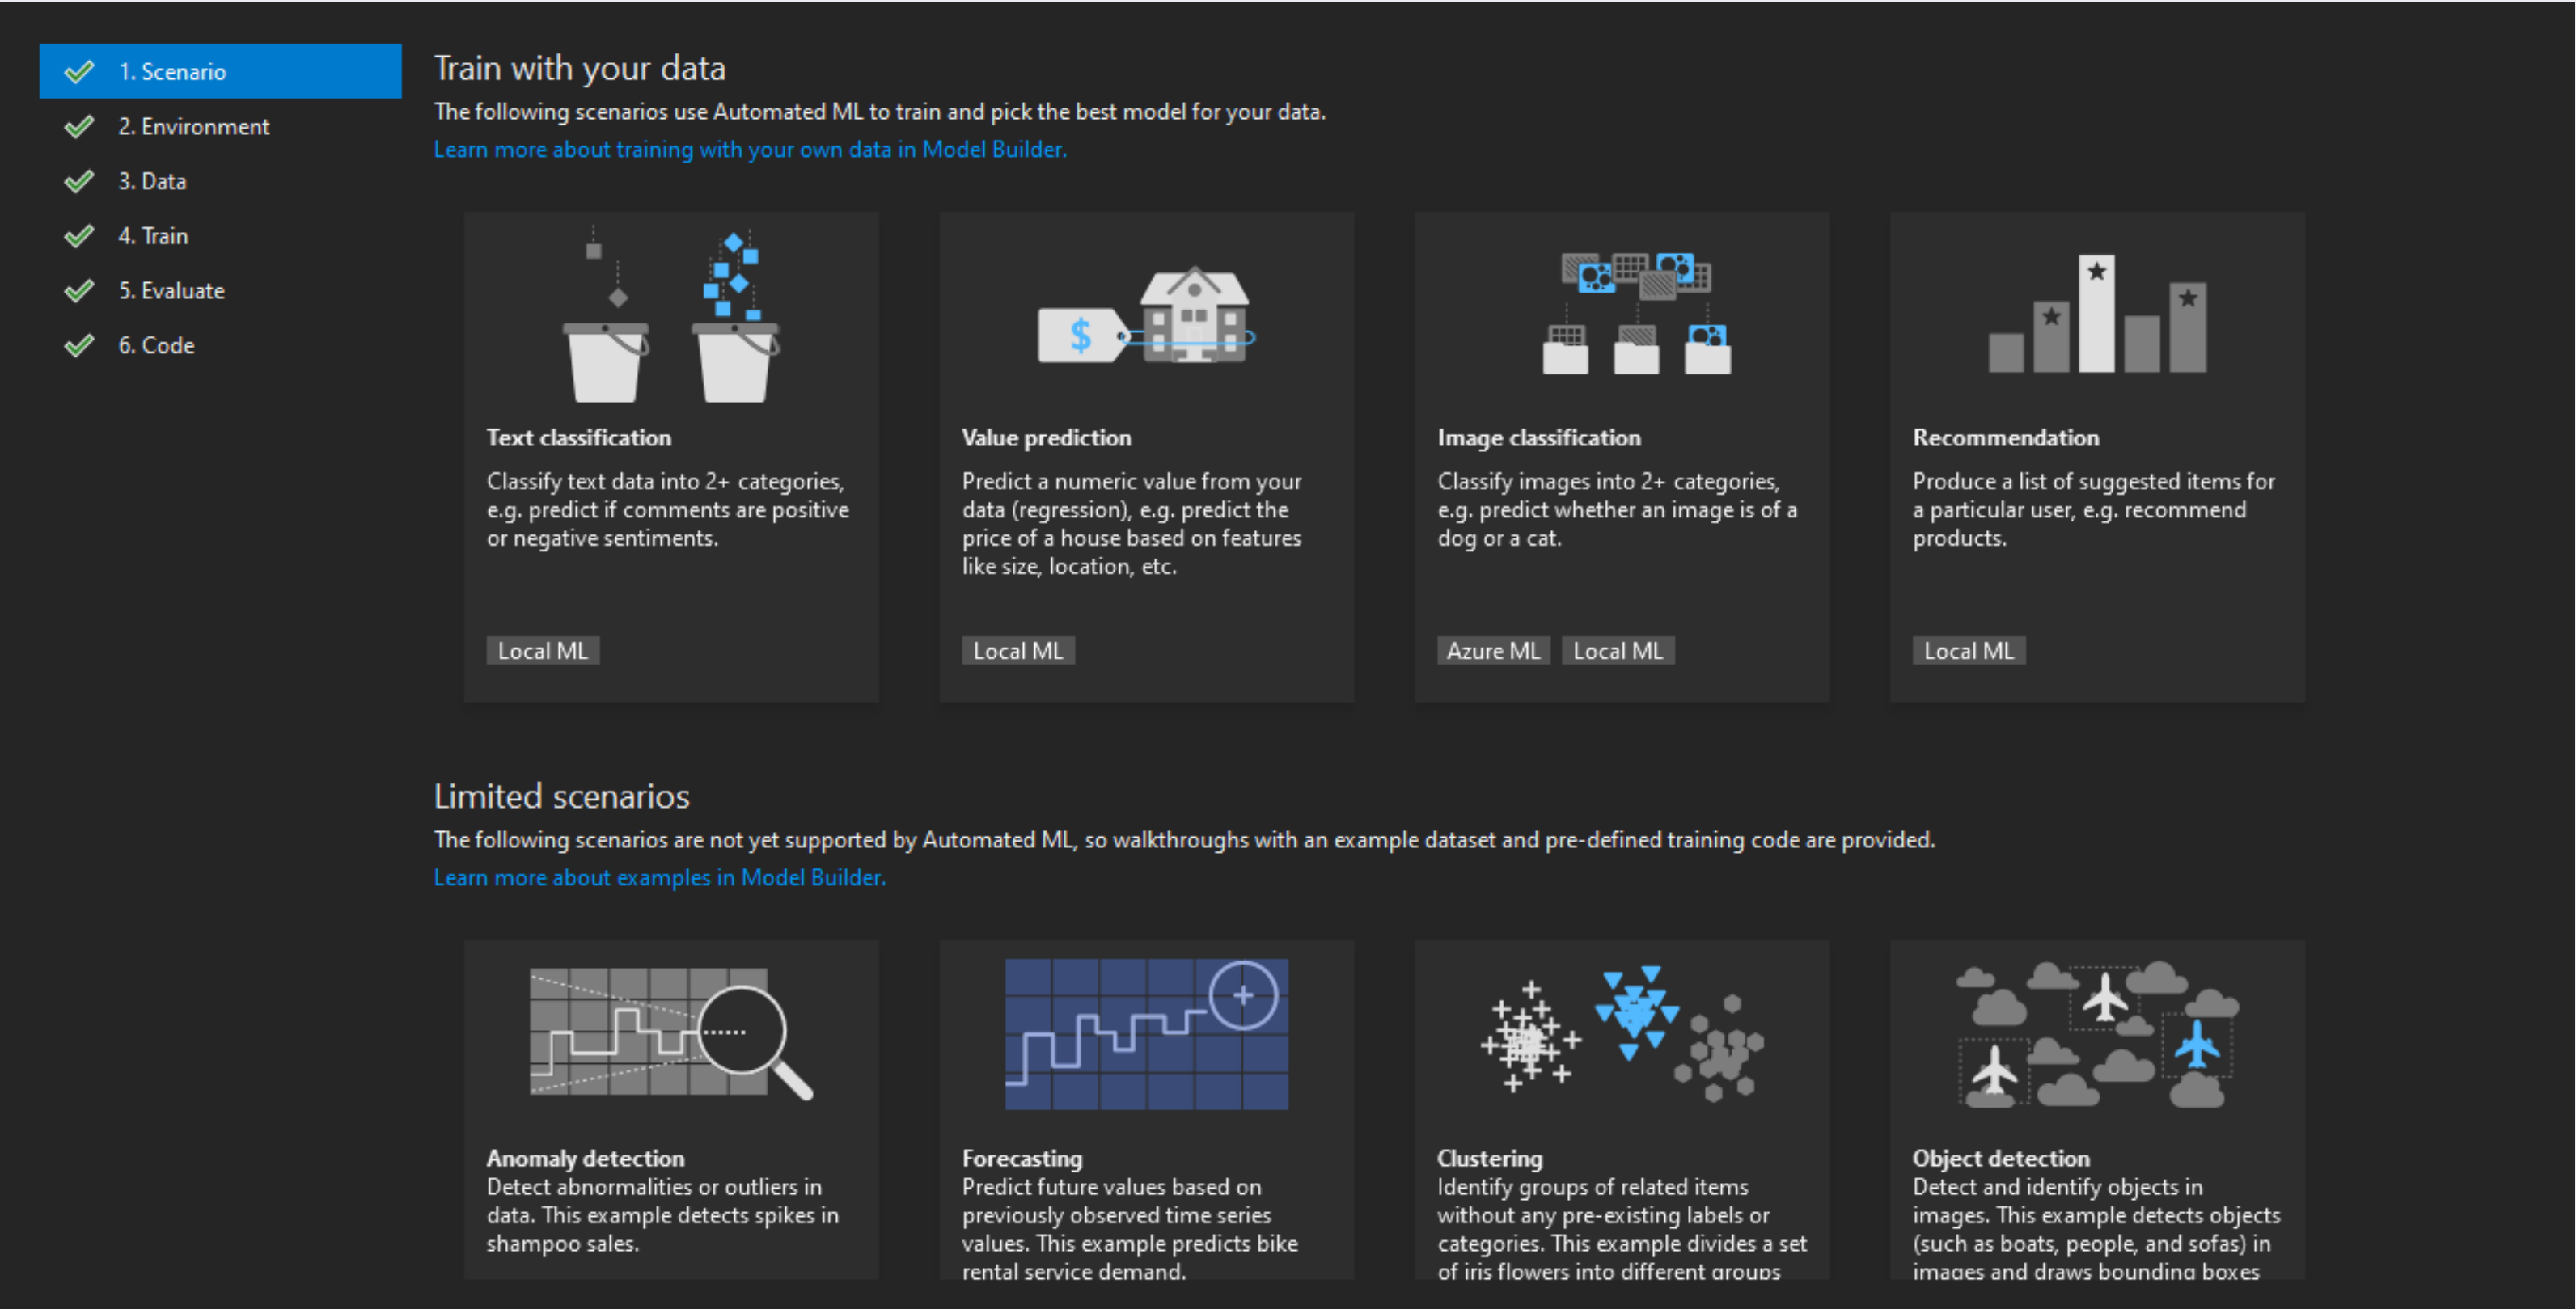 1. Scenario
2. Environment
3. Data
4. Train
5. Evaluate
6. Code
Train with your data
The following scenarios use Automated ML to train and pick the best model for your data.
Learn more about training with your own data in Model Builder.
$
Text classification
Classify text data into 2+ categories,
e.g. predict if comments are positive
or negative sentiments.
Local ML
Value prediction
Predict a numeric value from your
data (regression), e.g. predict the
price of a house based on features
like size, location, etc.
Local ML
Image classification
Classify images into 2+ categories,
e.g. predict whether an image is of a
dog or a cat.
Azure ML
Local ML
Recommendation
Produce a list of suggested items for
a particular user, e.g. recommend
products.
Local ML
Limited scenarios
The following scenarios are not yet supported by Automated ML, so walkthroughs with an example dataset and pre-defined training code are provided.
Learn more about examples in Model Builder.
Anomaly detection
Detect abnormalities or outliers in
data. This example detects spikes in
shampoo sales.
Forecasting
Predict future values based on
previously observed time series
values. This example predicts bike
rental service demand.
Clustering
Identify groups of related items
without any pre-existing labels or
categories. This example divides a set
of iris flowers into different groups
Object detection
Detect and identify objects in
images. This example detects objects
(such as boats, people, and sofas) in
images and draws bounding boxes